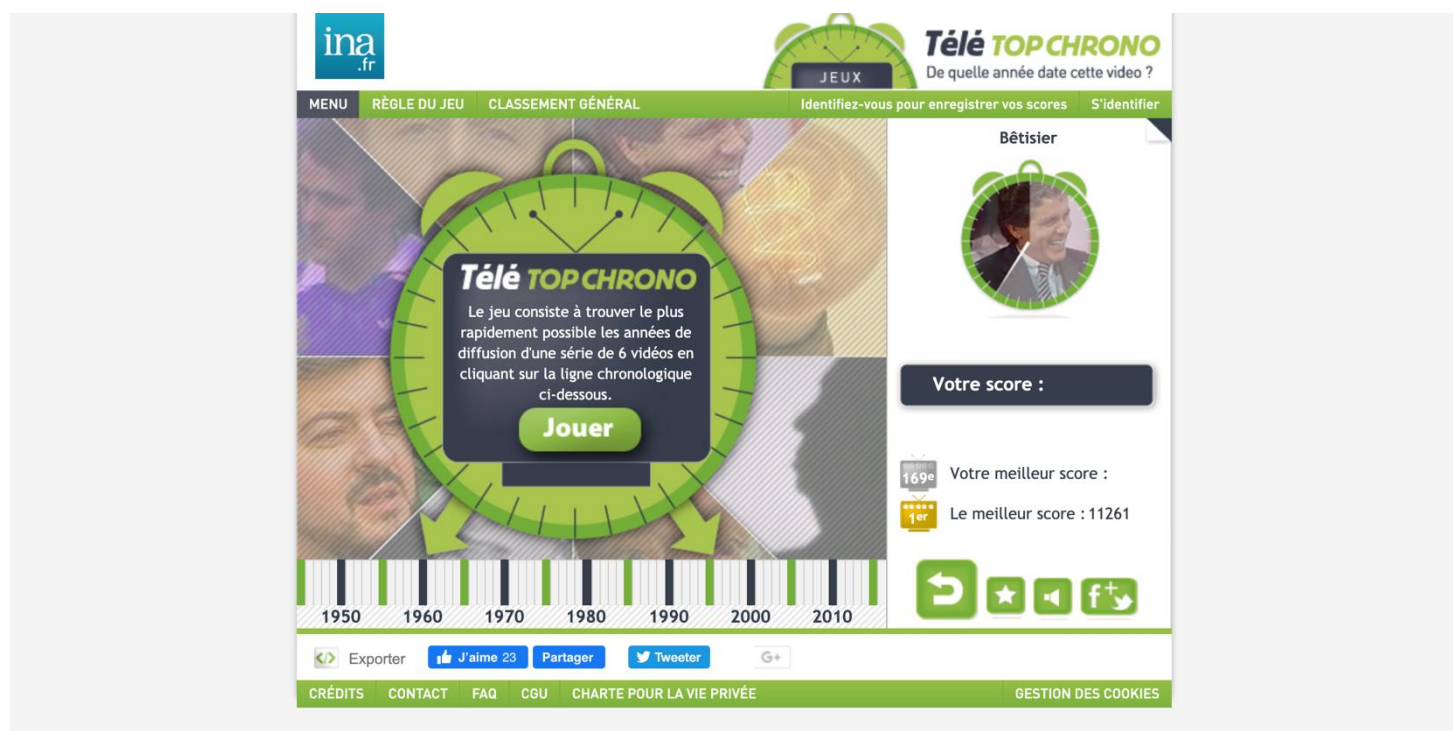 ina
.fr
JEUX
Télé TOP CHRONO
De quelle année date cette video ?
MENU RÈGLE DU JEU CLASSEMENT GÉNÉRAL Identifiez-vous pour enregistrer vos scores S'identifier
Télé TOP CHRONO
Le jeu consiste à trouver le plus
rapidement possible les années de
diffusion d'une série de 6 vidéos en
cliquant sur la ligne chronologique
ci-dessous.
Jouer
1950 1960 1970 1980 1990 2000 2010
Bêtisier
Votre score :
169e Votre meilleur score :
1er Le meilleur score : 11261
Exporter J'aime 23 Partager Tweeter G+
CRÉDITS CONTACT FAQ CGU CHARTE POUR LA VIE PRIVÉE GESTION DES COOKIES